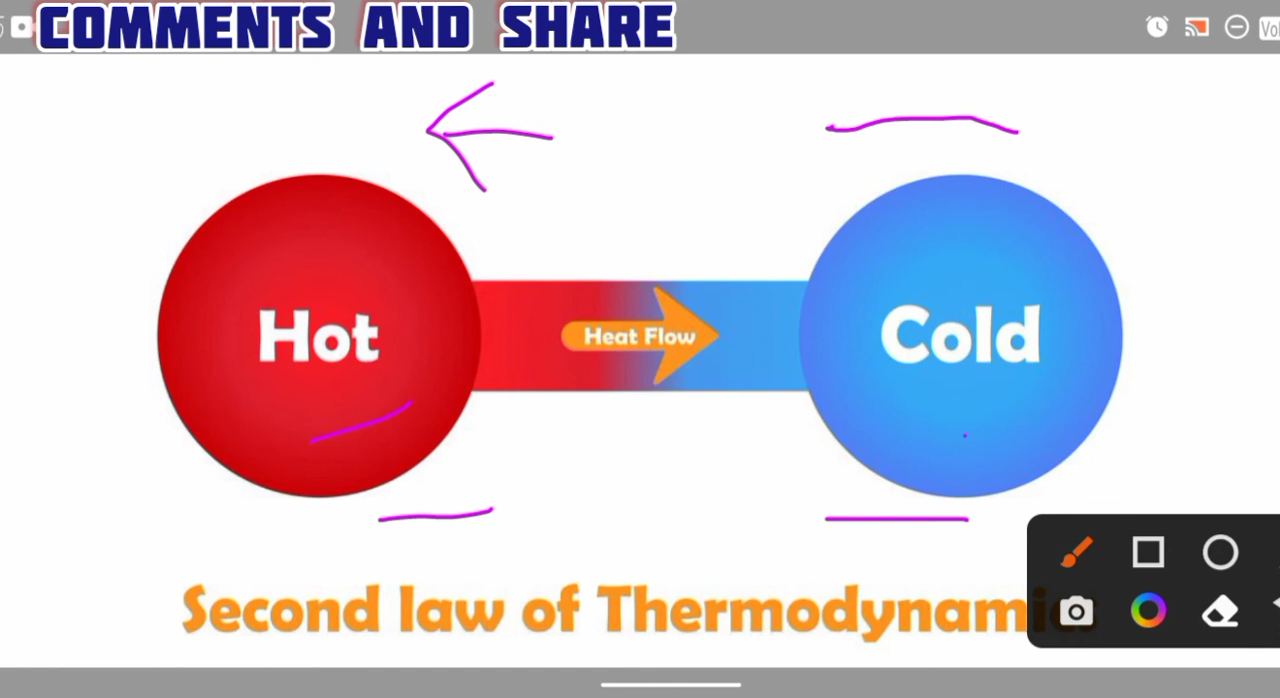 COMMENTS AND SHARE
Hot
Heat Flow
Cold
Second law of Thermodynami